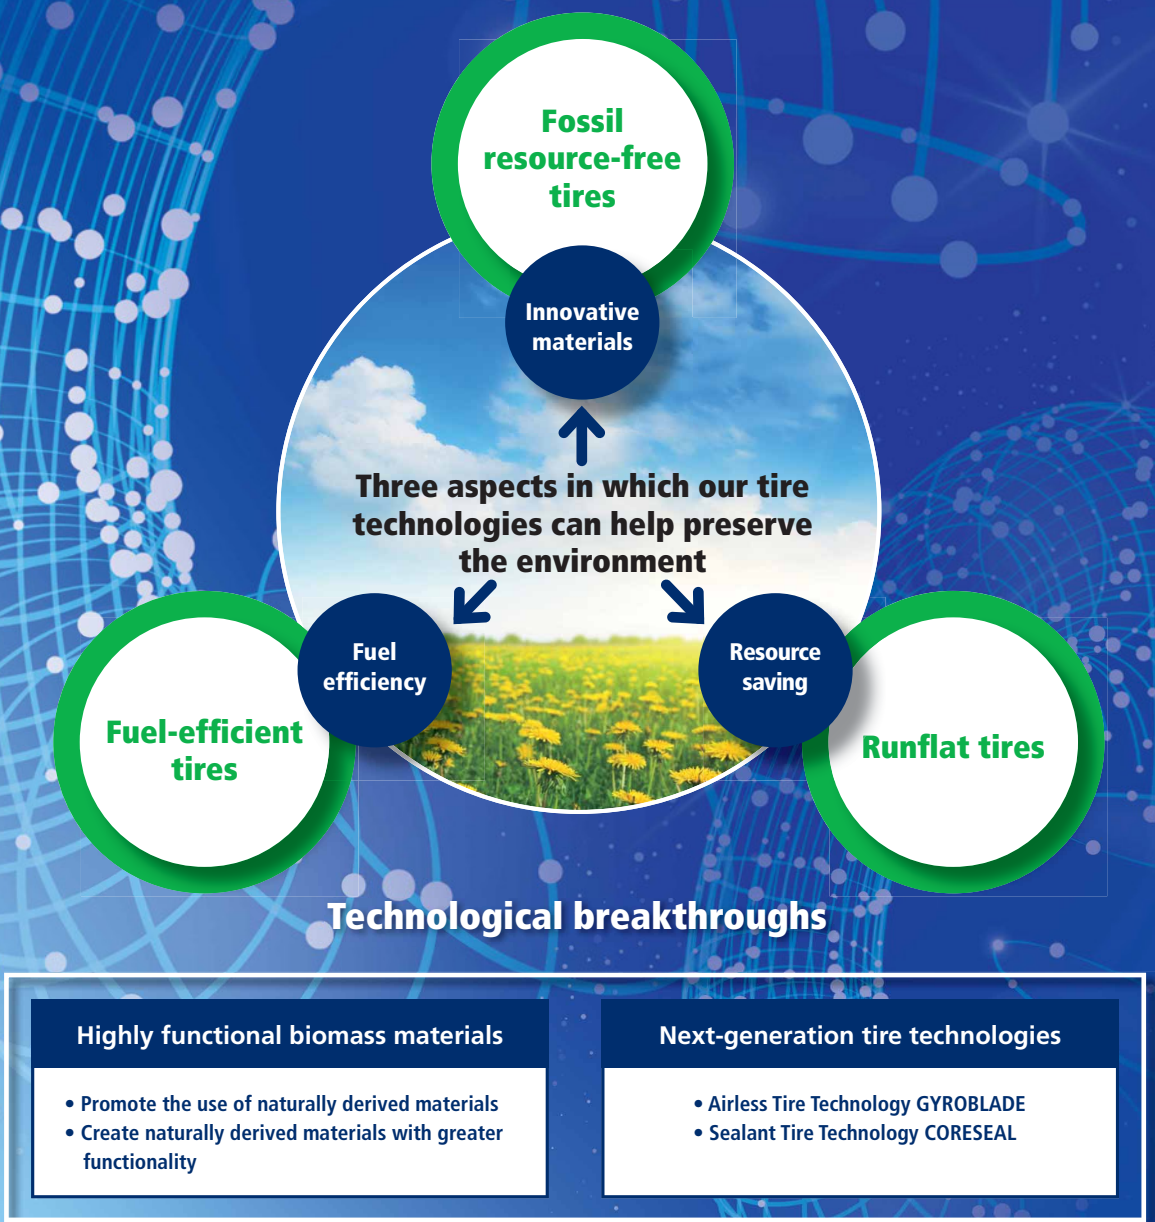 Fossil
resource-free
tires
Innovative
materials
Three aspects in which our tire
technologies can help preserve
the environment
Fuel
efficiency
Resource
saving
Fuel-efficient
tires
Runflat tires
Technological breakthroughs
Highly functional biomass materials
• Promote the use of naturally derived materials
• Create naturally derived materials with greater
functionality
Next-generation tire technologies
• Airless Tire Technology GYROBLADE
• Sealant Tire Technology CORESEAL